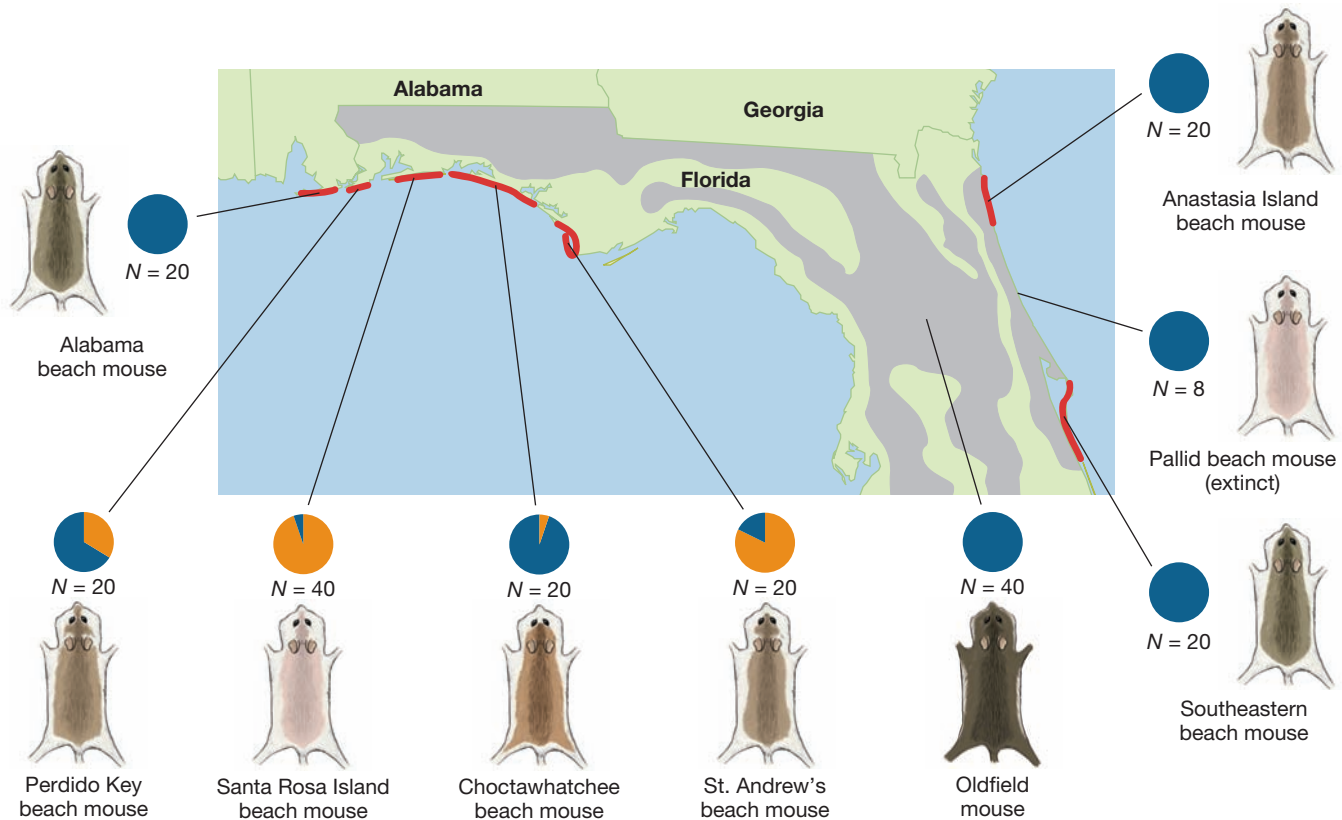 Alabama
Georgia
Florida
N = 20
Anastasia Island
beach mouse
N = 20
Alabama
beach mouse
N = 8
Pallid beach mouse
(extinct)
N = 20
Southeastern
beach mouse
N = 20
Perdido Key
beach mouse
N = 40
Santa Rosa Island
beach mouse
N = 20
Choctawhatchee
beach mouse
N = 20
St. Andrew's
beach mouse
N = 40
Oldfield
mouse